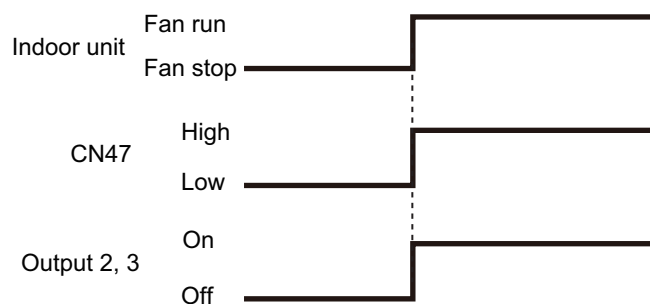 Indoor unit
Fan run
Fan stop
CN47
High
Low
Output 2, 3
On
Off